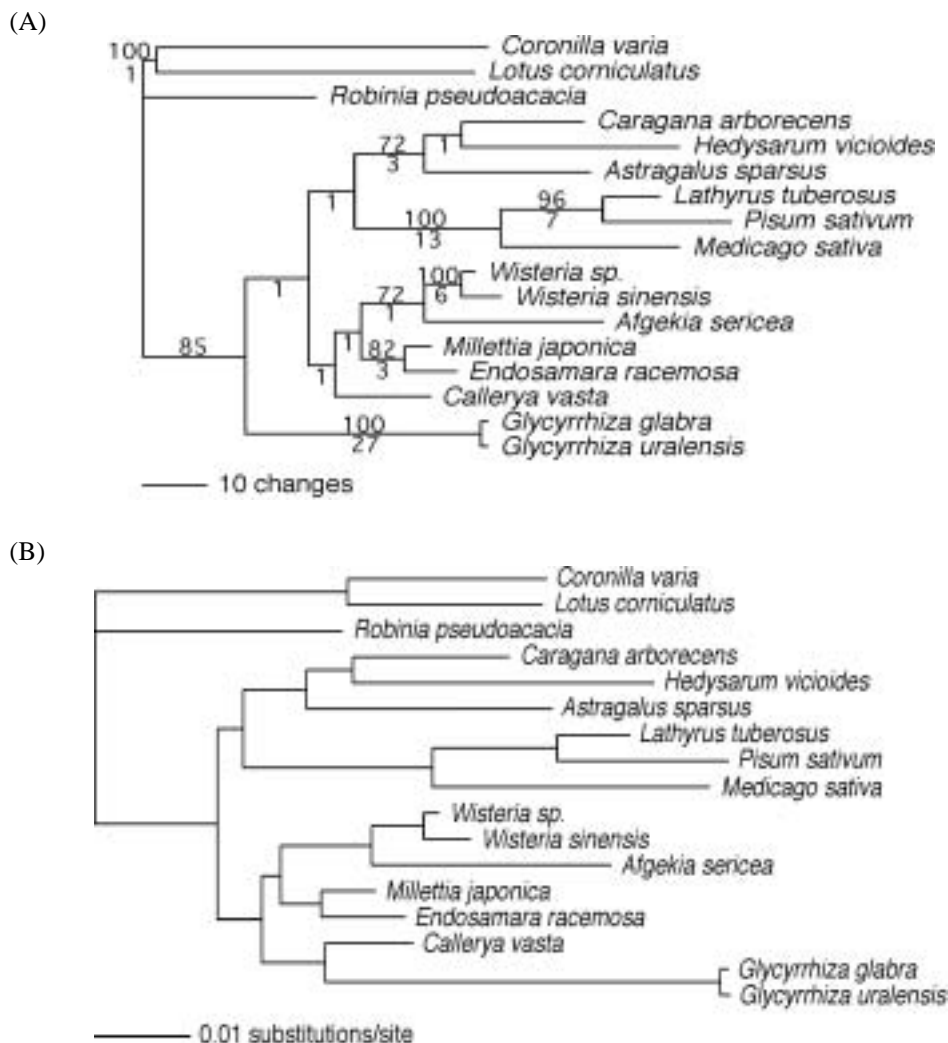 (A)
100
1
Coronilla varia
Lotus corniculatus
Robinia pseudoacacia
Caragana arborecens
72
3
1
Hedysarum vicioides
Astragalus sparsus
1
96
7
Lathyrus tuberosus
Pisum sativum
100
13
Medicago sativa
100
6
Wisteria sp.
Wisteria sinensis
1
72
1
Afgekia sericea
1
82
3
Millettia japonica
Endosamara racemosa
85
1
Callerya vasta
100
27
Glycyrrhiza glabra
Glycyrrhiza uralensis
10 changes
(B)
Coronilla varia
Lotus corniculatus
Robinia pseudoacacia
Caragana arborecens
Hedysarum vicioides
Astragalus sparsus
Lathyrus tuberosus
Pisum sativum
Medicago sativa
Wisteria sp.
Wisteria sinensis
Afgekia sericea
Millettia japonica
Endosamara racemosa
Callerya vasta
Glycyrrhiza glabra
Glycyrrhiza uralensis
0.01 substitutions/site